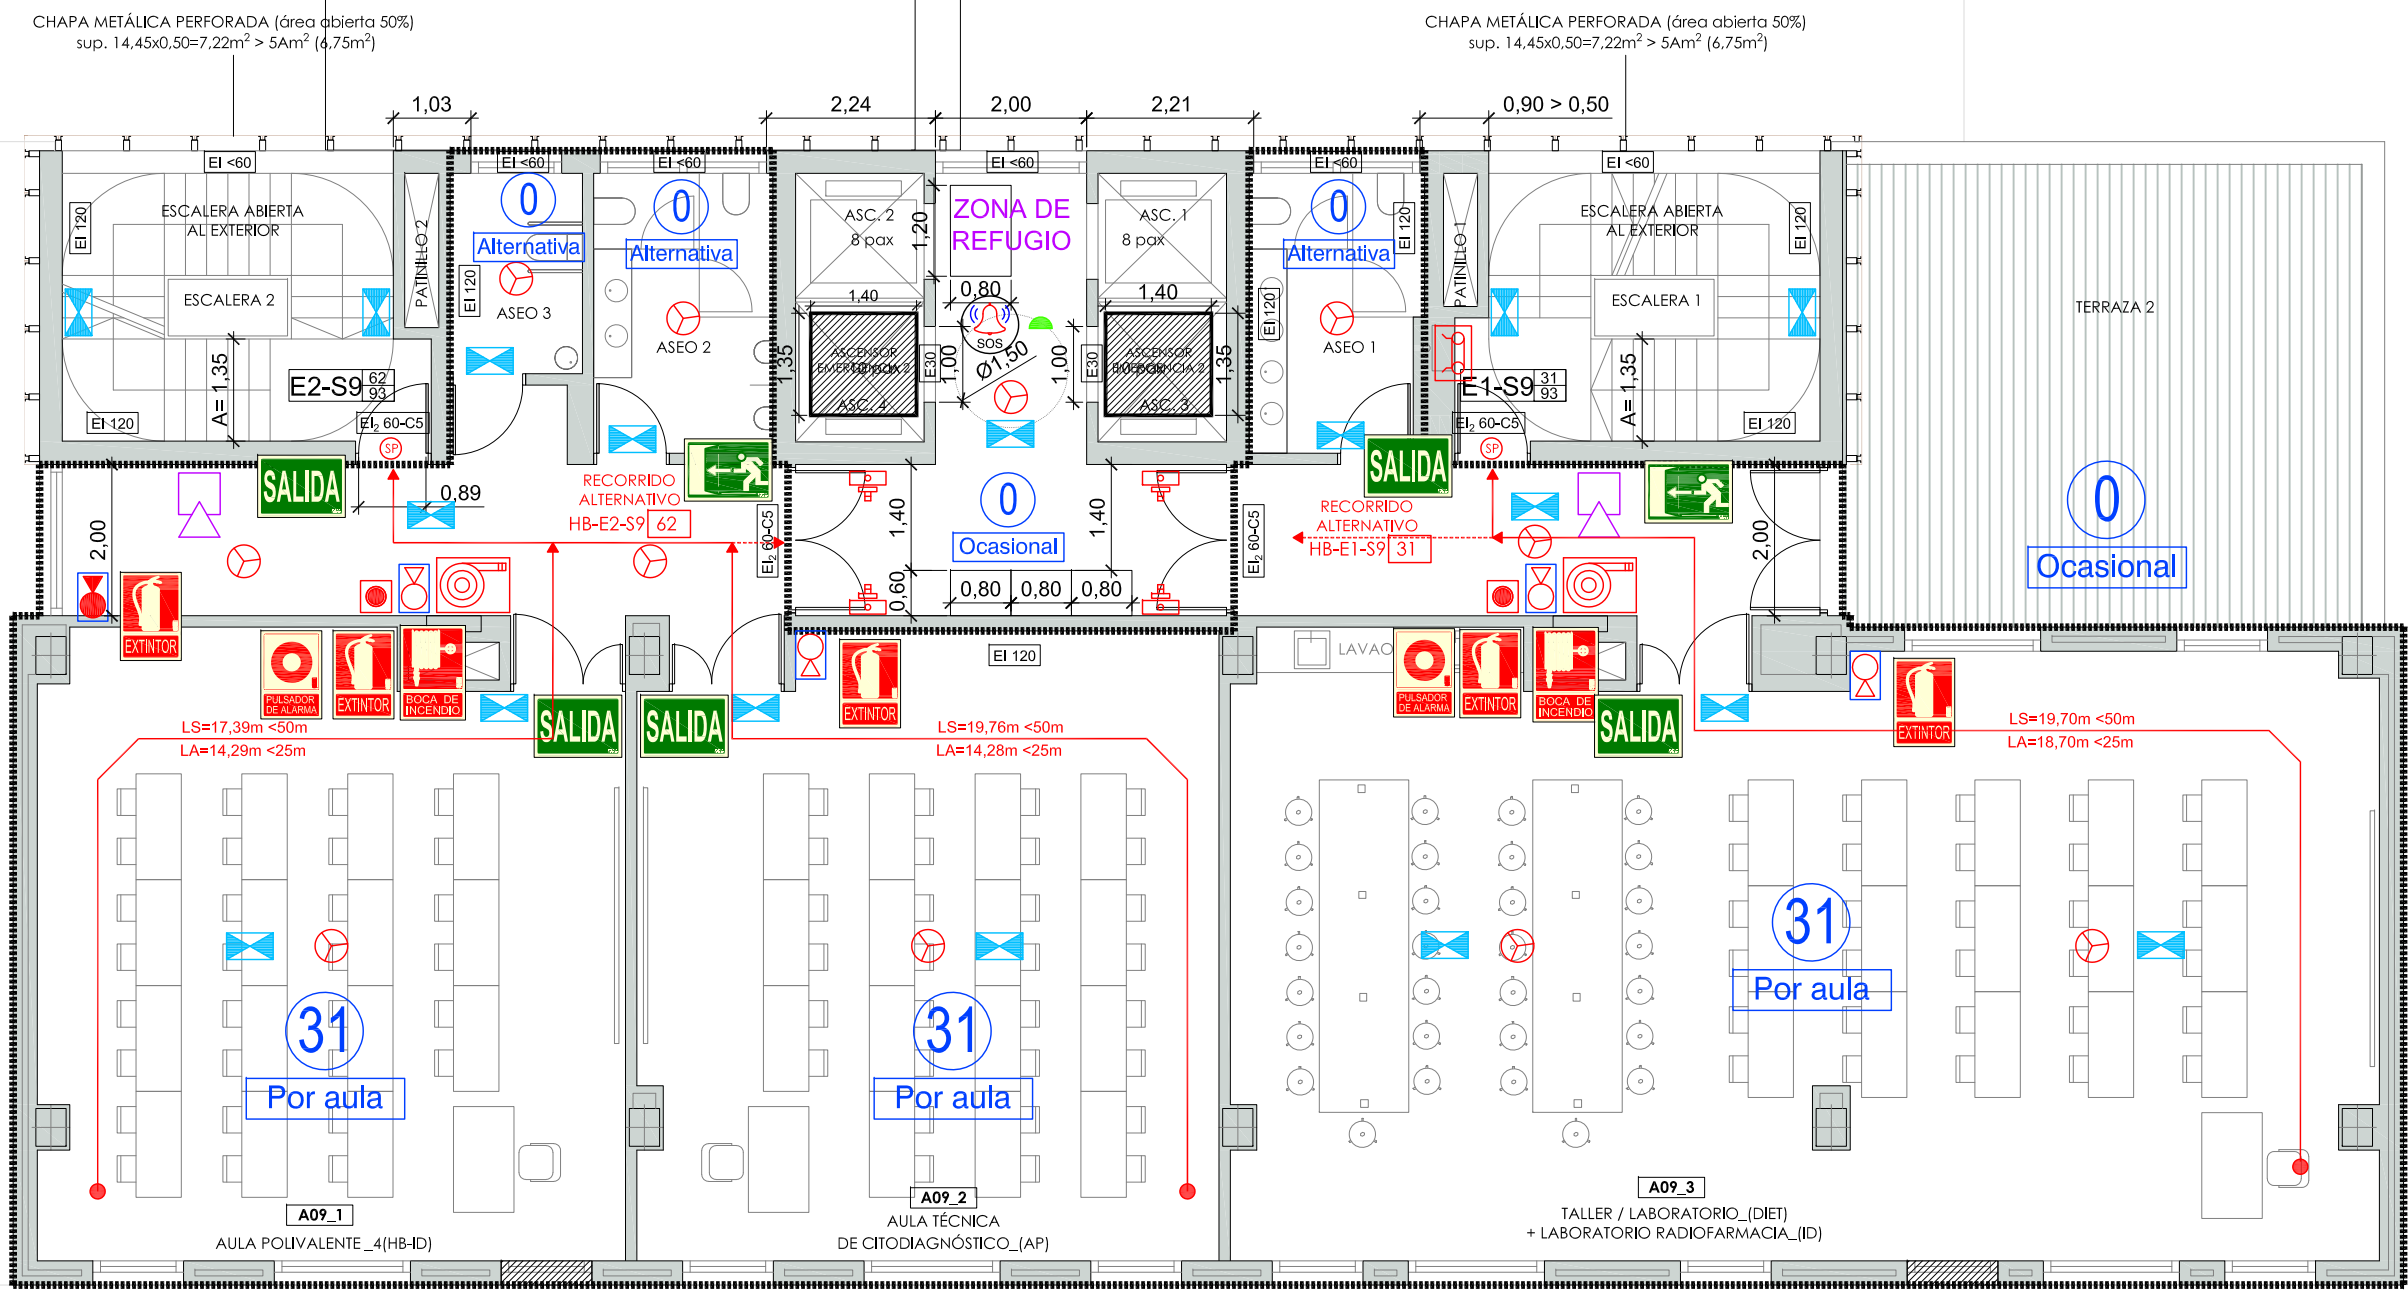 CHAPA METÁLICA PERFORADA (área abierta 50%)
sup. 14,45x0,50=7,22m² > 5Am² (6,75m²)
CHAPA METÁLICA PERFORADA (área abierta 50%)
sup. 14,45x0,50=7,22m² > 5Am² (6,75m²)
1,03
2,24
2,00
2,21
0,90 > 0,50
EI <60
EI <60
EI <60
EI <60
EI <60
EI <60
ESCALERA ABIERTA
AL EXTERIOR
EI 120
ESCALERA 2
A= 1,35
E2-S9 62
93
EI 120
EI₂ 60-C5
SP
PATINILLO 2
EI 120
0
Alternativa
ASEO 3
0
Alternativa
ASEO 2
ASC. 2
8 pax
1,20
1,40
1,35
ASCENSOR
ASC. 4
E30
1,00
ZONA DE
REFUGIO
0,80
SOS
Ø1,50
1,00
E30
ASC. 1
8 pax
1,40
1,35
ASCENSOR
ASC. 3
EI 120
0
Alternativa
ASEO 1
EI 120
PATINILLO 1
ESCALERA ABIERTA
AL EXTERIOR
EI 120
ESCALERA 1
A= 1,35
E1-S9 31
93
EI₂ 60-C5
SP
EI 120
TERRAZA 2
0
Ocasional
SALIDA
0,89
2,00
RECORRIDO
ALTERNATIVO
HB-E2-S9 62
EI₂ 60-C5
1,40
0,60
0
Ocasional
1,40
0,80
0,80
0,80
EI₂ 60-C5
RECORRIDO
ALTERNATIVO
HB-E1-S9 31
SALIDA
2,00
EXTINTOR
PULSADOR
DE ALARMA
EXTINTOR
BOCA DE
INCENDIO
SALIDA
SALIDA
EXTINTOR
EI 120
PULSADOR
DE ALARMA
EXTINTOR
BOCA DE
INCENDIO
SALIDA
EXTINTOR
LS=17,39m <50m
LA=14,29m <25m
LS=19,76m <50m
LA=14,28m <25m
LS=19,70m <50m
LA=18,70m <25m
31
Por aula
31
Por aula
31
Por aula
A09_1
AULA POLIVALENTE_4(HB-ID)
A09_2
AULA TÉCNICA
DE CITODIAGNÓSTICO_(AP)
A09_3
TALLER / LABORATORIO_(DIET)
+ LABORATORIO RADIOFARMACIA_(ID)